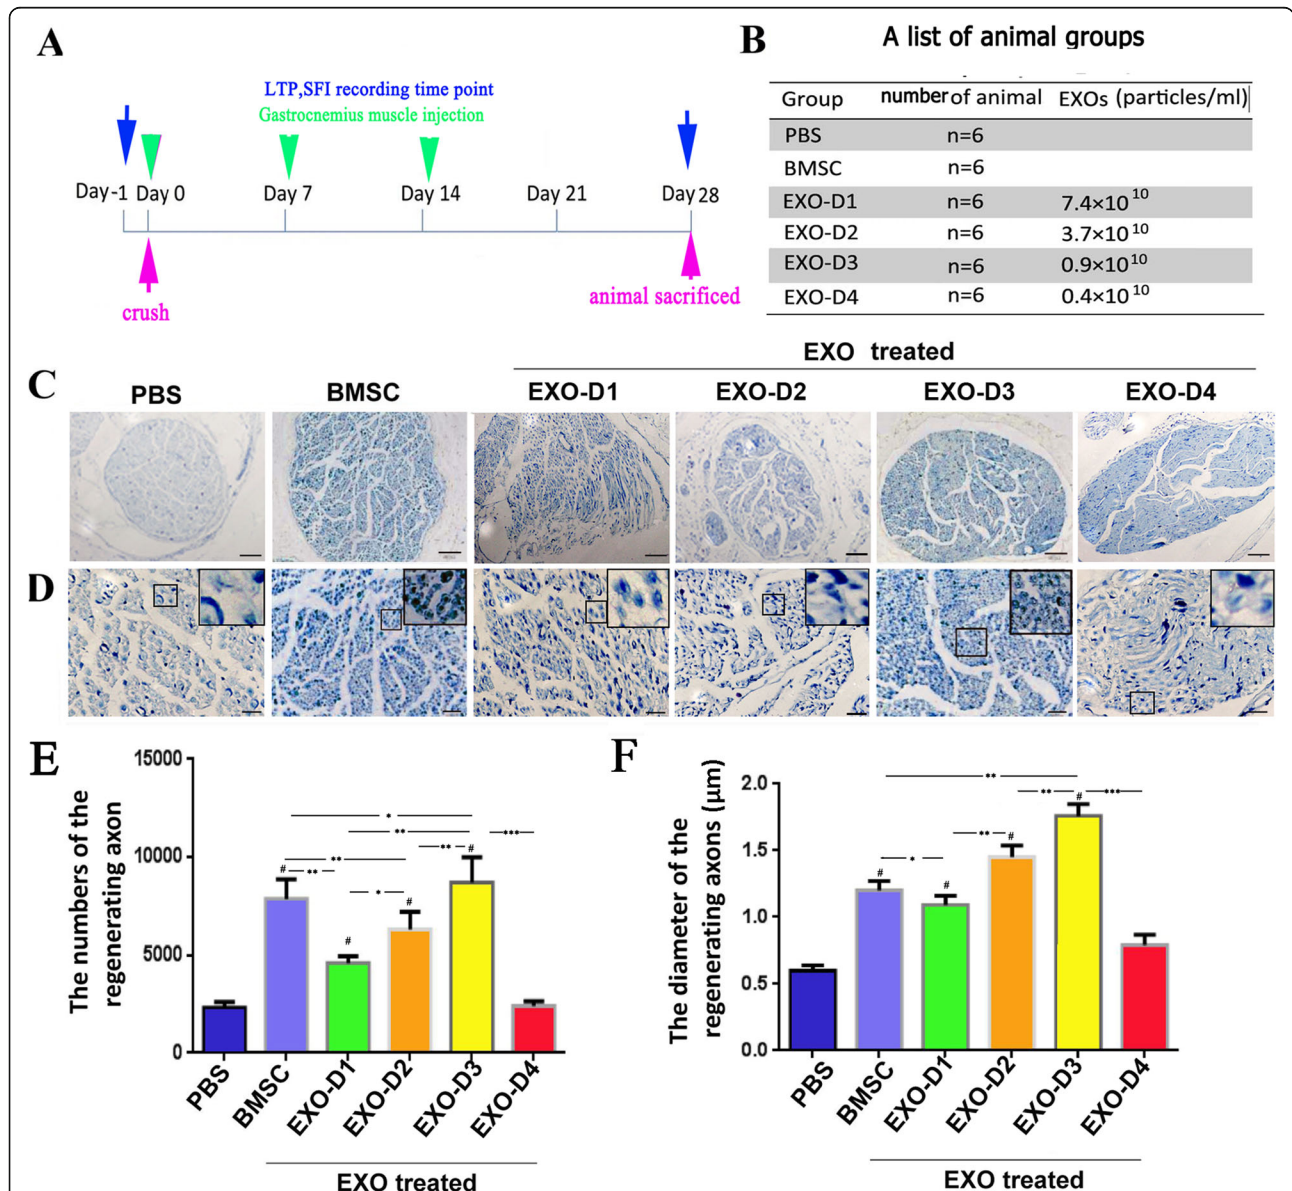 A
LTP,SFI recording time point
Gastrocnemius muscle injection
Day -1 Day 0 Day 7 Day 14 Day 21 Day 28
crush
animal sacrificed
B
A list of animal groups
Group number of animal EXOs (particles/ml)
PBS n=6
BMSC n=6
EXO-D1 n=6 7.4×10¹⁰
EXO-D2 n=6 3.7×10¹⁰
EXO-D3 n=6 0.9×10¹⁰
EXO-D4 n=6 0.4×10¹⁰
EXO treated
C
PBS BMSC EXO-D1 EXO-D2 EXO-D3 EXO-D4
D
E
The numbers of the
regenerating axon
15000
10000
5000
0
*
** ***
** **
# ** # *
# #
PBS BMSC EXO-D1 EXO-D2 EXO-D3 EXO-D4
EXO treated
F
The diameter of the
regenerating axons (μm)
2.0
1.5
1.0
0.5
0.0
**
** # ***
** #
* # #
PBS BMSC EXO-D1 EXO-D2 EXO-D3 EXO-D4
EXO treated